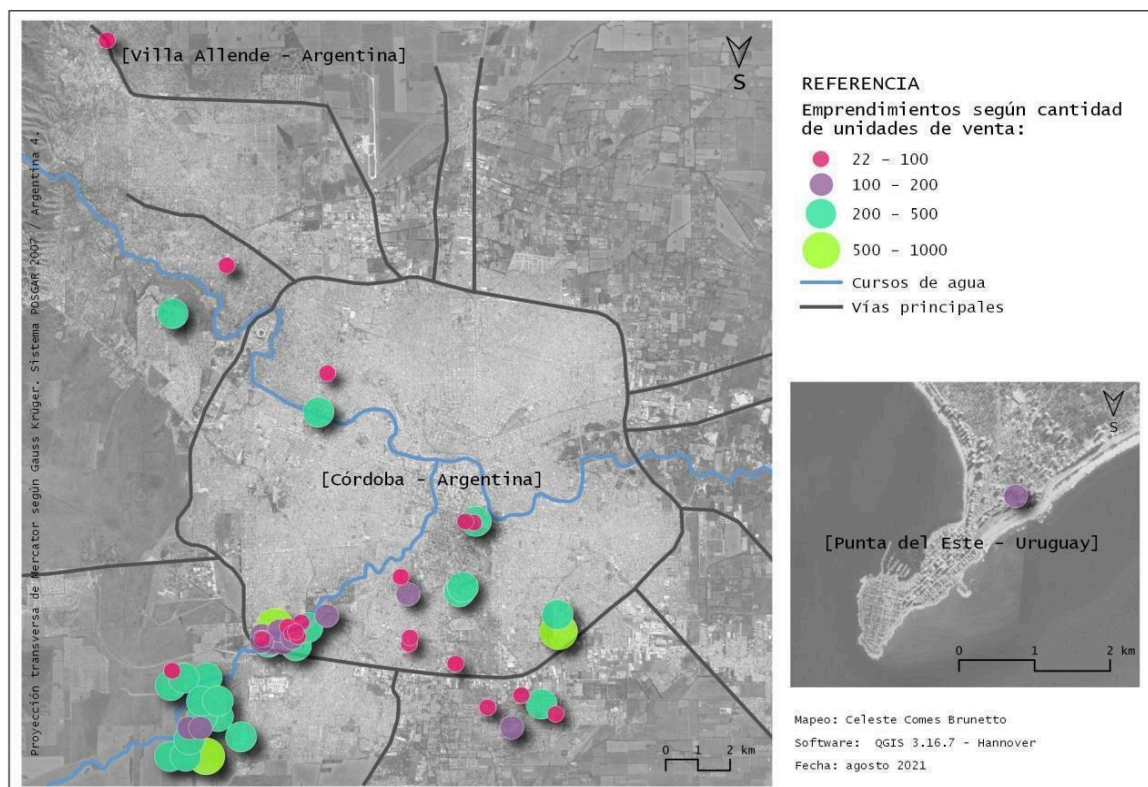 [Villa Allende - Argentina]
S
Proyección transversa de Mercator según Gauss Krüger. Sistema POSGAR 2007 / Argentina 4.
[Córdoba - Argentina]
0 1 2 km
REFERENCIA
Emprendimientos según cantidad
de unidades de venta:
22 - 100
100 - 200
200 - 500
500 - 1000
Cursos de agua
Vías principales
S
[Punta del Este - Uruguay]
0 1 2 km
Mapeo: Celeste Comes Brunetto
Software: QGIS 3.16.7 - Hannover
Fecha: agosto 2021